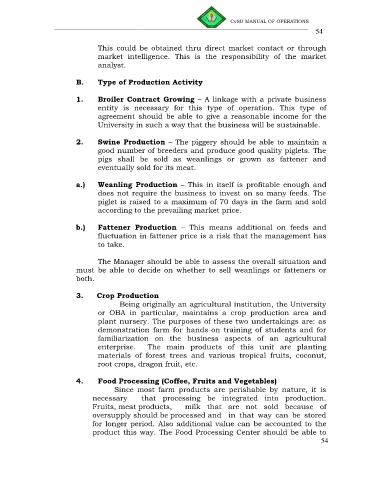 CvSU MANUAL OF OPERATIONS
54
This could be obtained thru direct market contact or through
market intelligence. This is the responsibility of the market
analyst.
B. Type of Production Activity
1. Broiler Contract Growing – A linkage with a private business
entity is necessary for this type of operation. This type of
agreement should be able to give a reasonable income for the
University in such a way that the business will be sustainable.
2. Swine Production – The piggery should be able to maintain a
good number of breeders and produce good quality piglets. The
pigs shall be sold as weanlings or grown as fattener and
eventually sold for its meat.
a.) Weanling Production – This in itself is profitable enough and
does not require the business to invest on so many feeds. The
piglet is raised to a maximum of 70 days in the farm and sold
according to the prevailing market price.
b.) Fattener Production – This means additional on feeds and
fluctuation in fattener price is a risk that the management has
to take.
The Manager should be able to assess the overall situation and
must be able to decide on whether to sell weanlings or fatteners or
both.
3. Crop Production
Being originally an agricultural institution, the University
or OBA in particular, maintains a crop production area and
plant nursery. The purposes of these two undertakings are: as
demonstration farm for hands-on training of students and for
familiarization on the business aspects of an agricultural
enterprise. The main products of this unit are planting
materials of forest trees and various tropical fruits, coconut,
root crops, dragon fruit, etc.
4. Food Processing (Coffee, Fruits and Vegetables)
Since most farm products are perishable by nature, it is
necessary that processing be integrated into production.
Fruits, meat products, milk that are not sold because of
oversupply should be processed and in that way can be stored
for longer period. Also additional value can be accounted to the
product this way. The Food Processing Center should be able to
54